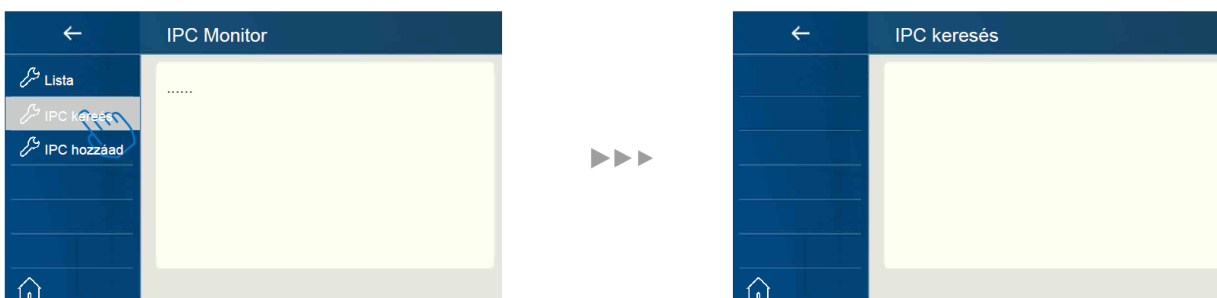 IPC Monitor
Lista
......
IPC keresés
IPC hozzáad
IPC keresés